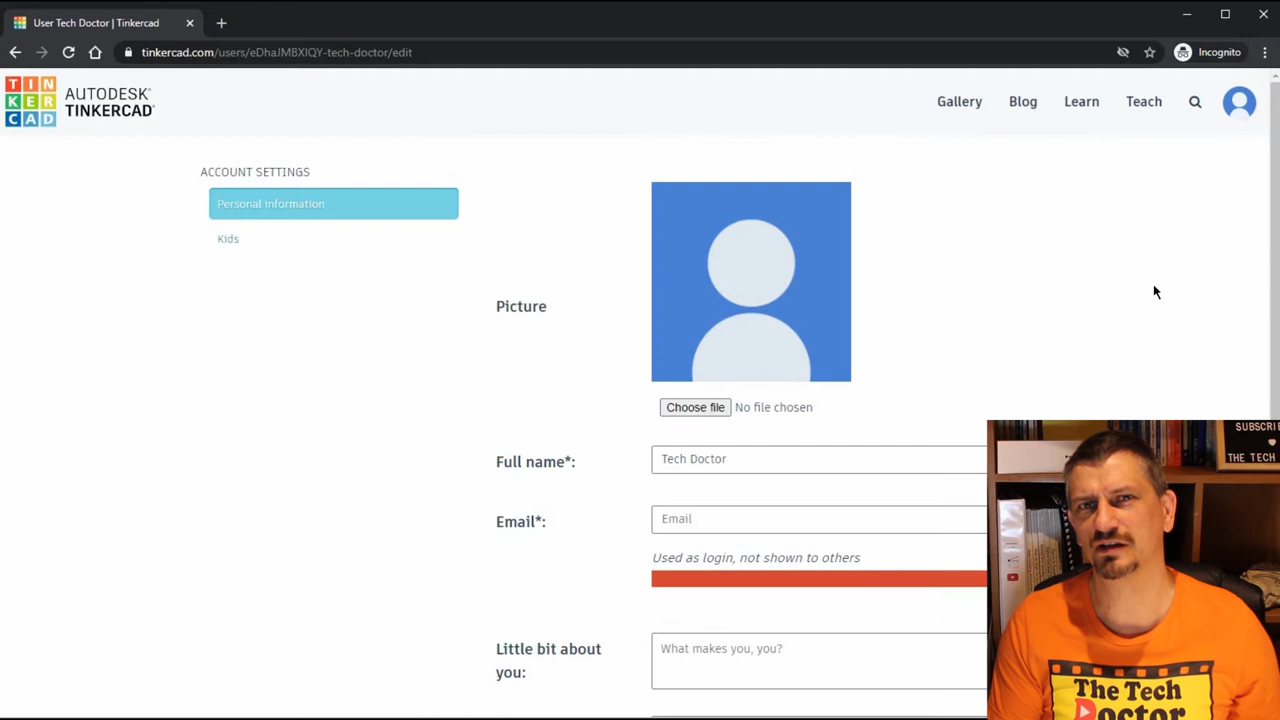 User Tech Doctor | Tinkercad
tinkercad.com/users/eDhaJMBXlQY-tech-doctor/edit
Incognito
TIN
KER
CAD
AUTODESK
TINKERCAD
Gallery
Blog
Learn
Teach
ACCOUNT SETTINGS
Personal information
Kids
Picture
Choose file
No file chosen
Full name*:
Tech Doctor
Email*:
Email
Used as login, not shown to others
Little bit about
you:
What makes you, you?
SUBSCRI
THE TECH
The Tech
Doctor